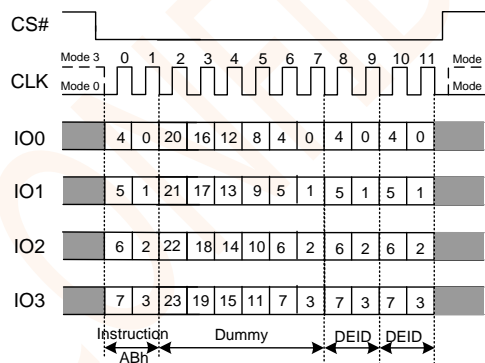 CS#
Mode 3 0 1 2 3 4 5 6 7 8 9 10 11 Mode
CLK
Mode 0 Mode
IO0 4 0 20 16 12 8 4 0 4 0 4 0
IO1 5 1 21 17 13 9 5 1 5 1 5 1
IO2 6 2 22 18 14 10 6 2 6 2 6 2
IO3 7 3 23 19 15 11 7 3 7 3 7 3
Instruction Dummy DEID DEID
ABh